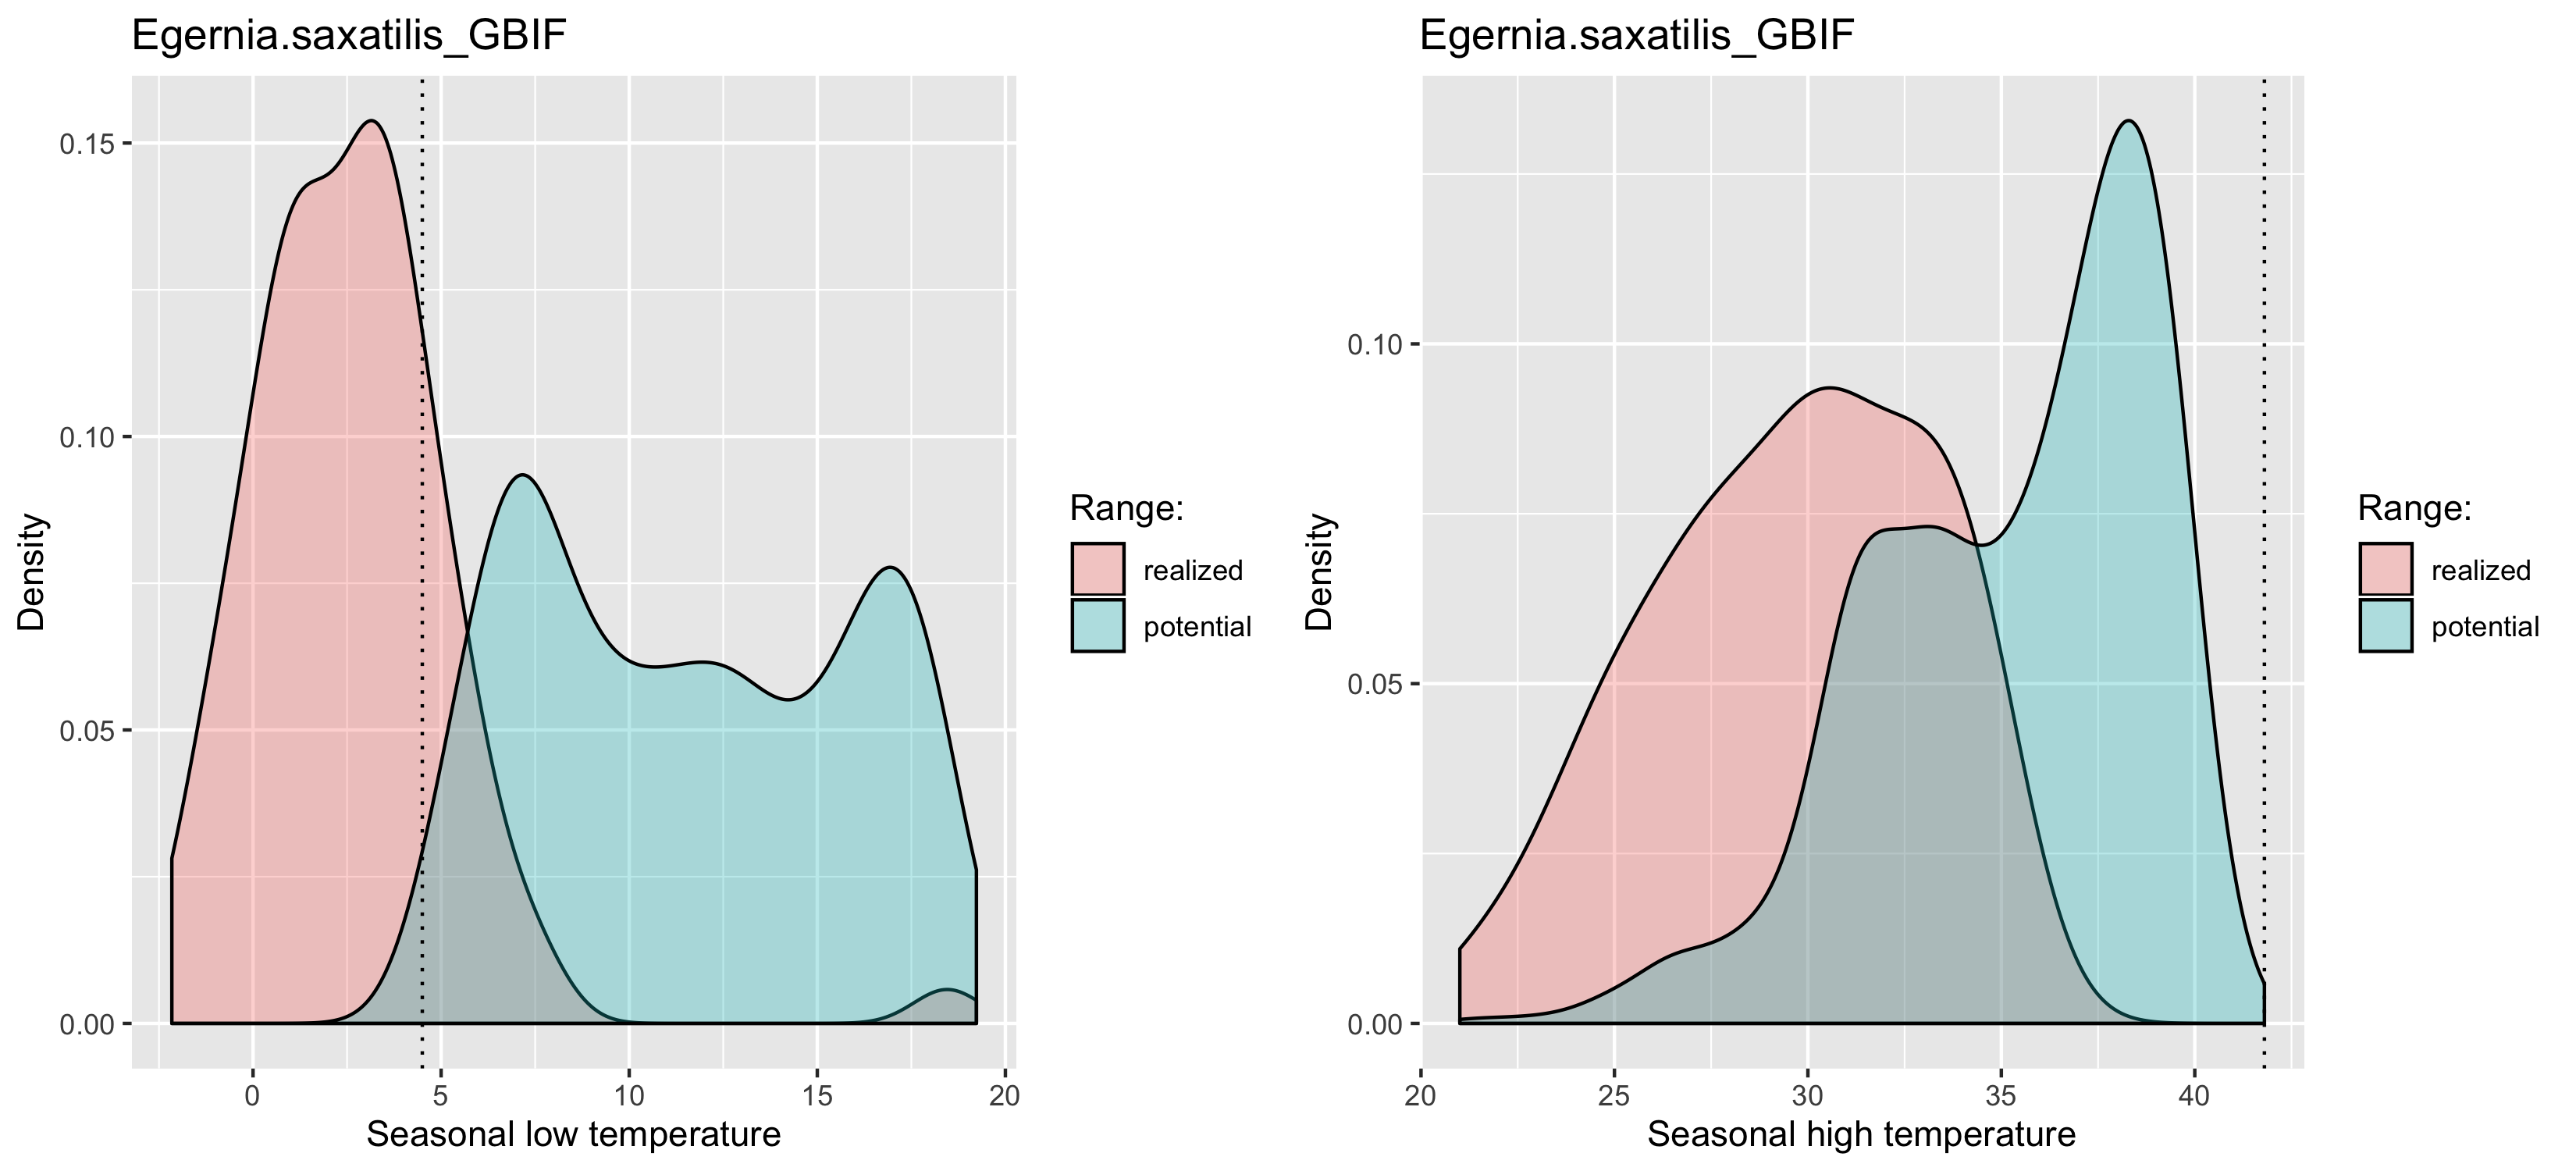 Egernia.saxatilis_GBIF
0.15
0.10
0.05
0.00
Density
0 5 10 15 20
Seasonal low temperature
Range:
realized
potential
Egernia.saxatilis_GBIF
0.10
0.05
0.00
Density
20 25 30 35 40
Seasonal high temperature
Range:
realized
potential